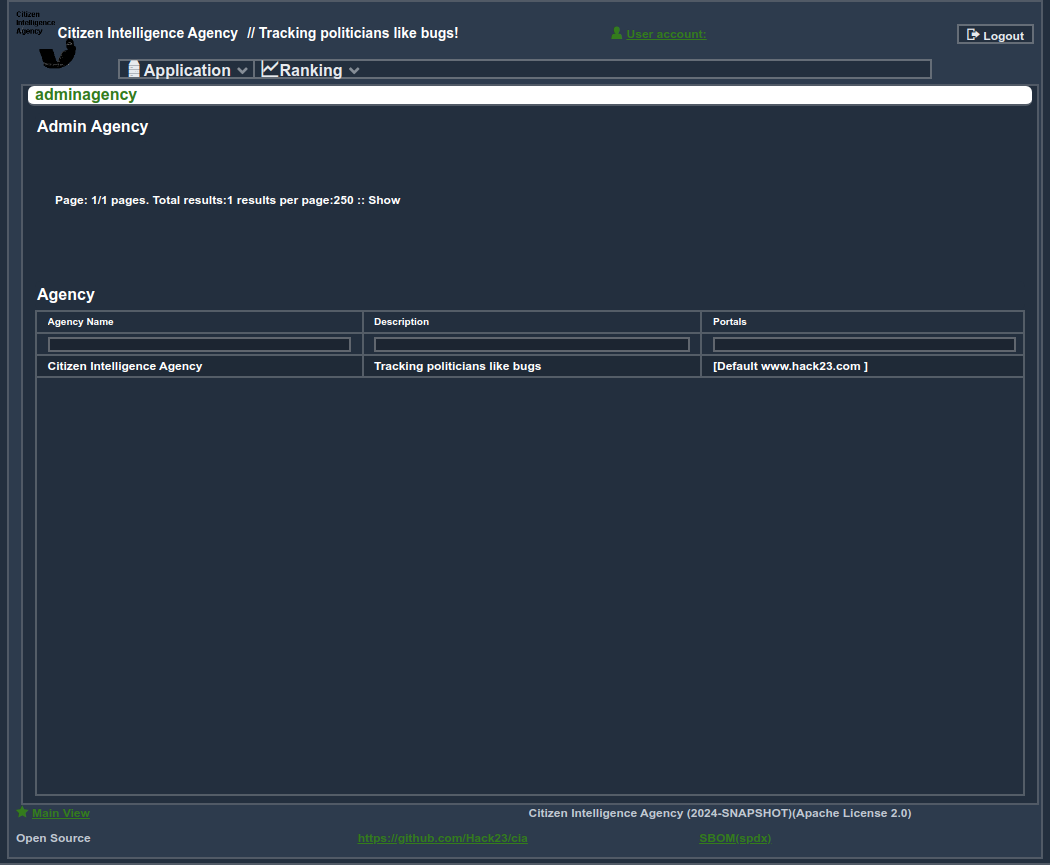 Citizen
Intelligence
Agency
Citizen Intelligence Agency // Tracking politicians like bugs!
User account:
Logout
Application
Ranking
adminagency
Admin Agency
Page: 1/1 pages. Total results:1 results per page:250 :: Show
Agency
Agency Name Description Portals
Citizen Intelligence Agency Tracking politicians like bugs [Default www.hack23.com ]
Main View Citizen Intelligence Agency (2024-SNAPSHOT)(Apache License 2.0)
Open Source https://github.com/Hack23/cia SBOM(spdx)